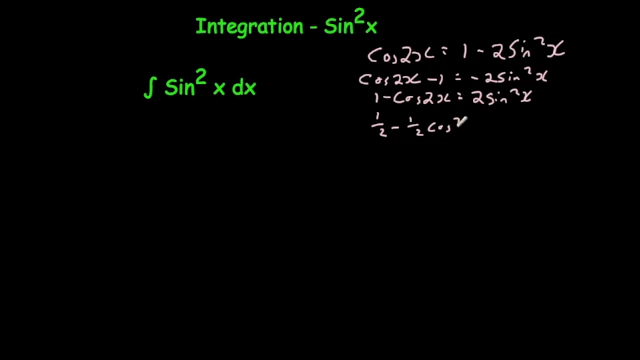 Integration - Sin²x
∫ Sin² x dx
Cos2x = 1 - 2Sin²x
Cos2x - 1 = -2Sin²x
1 - Cos2x = 2Sin²x
1/2 - 1/2 Cos